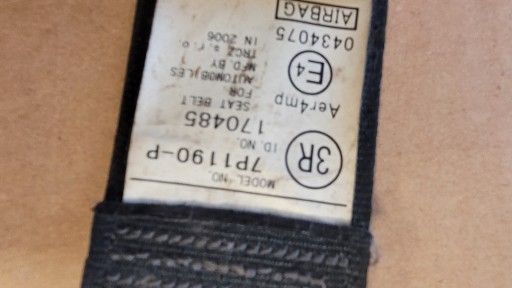 MODEL-NO.
7P1190-P
3R
ID. NO.
170485
SEAT BELT
FOR
AUTOMOBILES
MFD. BY
TRCZ s.r.o.
IN 2006
Aer4mp
E4
0434075
AIRBAG